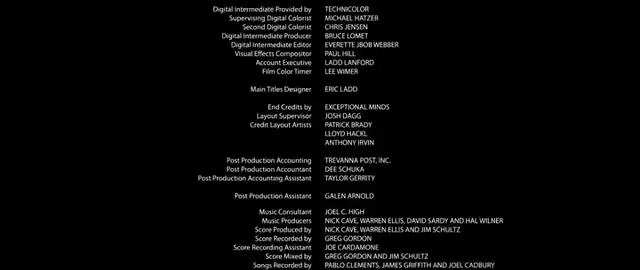 Digital Intermediate Provided by TECHNICOLOR
Supervising Digital Colorist MICHAEL HATZER
Second Digital Colorist CHRIS JENSEN
Digital Intermediate Producer BRUCE LOMET
Digital Intermediate Editor EVERETTE JBOB WEBBER
Visual Effects Compositor PAUL HILL
Account Executive LADD LANFORD
Film Color Timer LEE WIMER
Main Titles Designer ERIC LADD
End Credits by EXCEPTIONAL MINDS
Layout Supervisor JOSH DAGG
Credit Layout Artists PATRICK BRADY
LLOYD HACKL
ANTHONY IRVIN
Post Production Accounting TREVANNA POST, INC.
Post Production Accountant DEE SCHUKA
Post Production Accounting Assistant TAYLOR GERRITY
Post Production Assistant GALEN ARNOLD
Music Consultant JOEL C. HIGH
Music Producers NICK CAVE, WARREN ELLIS, DAVID SARDY AND HAL WILNER
Score Produced by NICK CAVE, WARREN ELLIS AND JIM SCHULTZ
Score Recorded by GREG GORDON
Score Recording Assistant JOE CARDAMONE
Score Mixed by GREG GORDON AND JIM SCHULTZ
Songs Recorded by PABLO CLEMENTS, JAMES GRIFFITH AND JOEL CADBURY